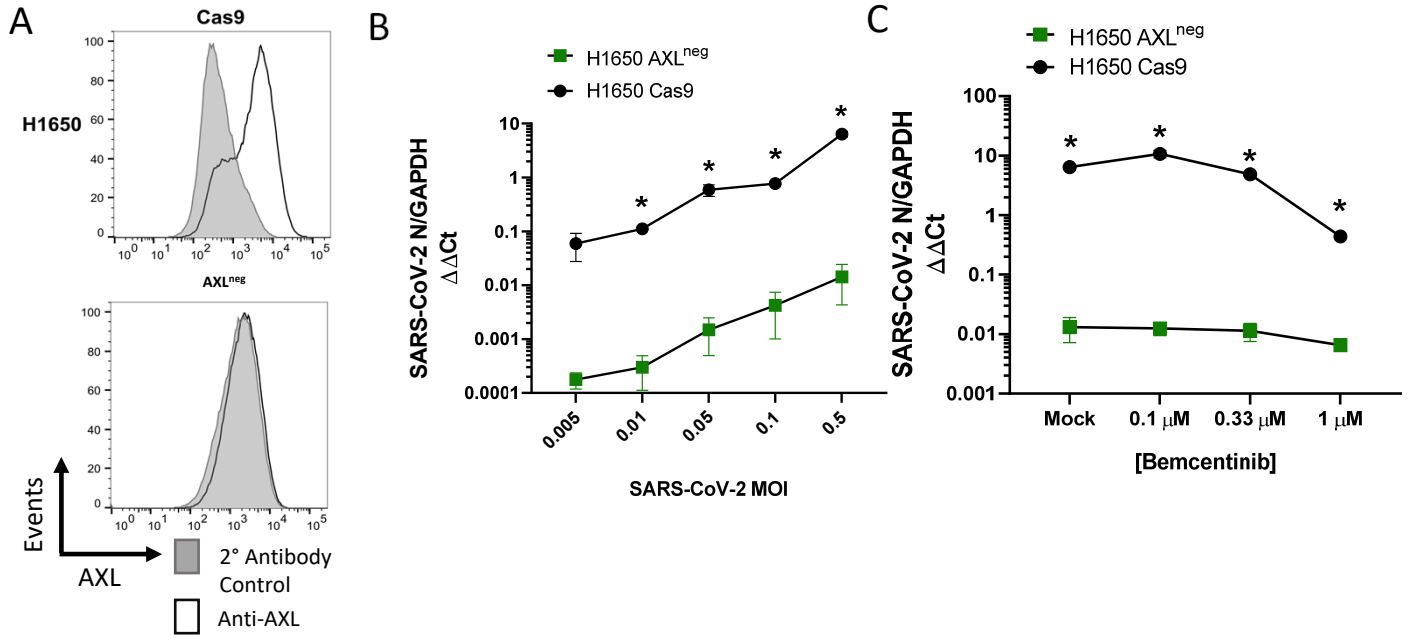 A
Cas9
H1650
100
80
60
40
20
0
10^0 10^1 10^2 10^3 10^4 10^5
AXL^neg
100
80
60
40
20
0
10^0 10^1 10^2 10^3 10^4 10^5
Events
AXL
2° Antibody
Control
Anti-AXL
B
H1650 AXL^neg
H1650 Cas9
SARS-CoV-2 N/GAPDH
ΔΔCt
10
1
0.1
0.01
0.001
0.0001
* * * *
0.005 0.01 0.05 0.1 0.5
SARS-CoV-2 MOI
C
H1650 AXL^neg
H1650 Cas9
SARS-CoV-2 N/GAPDH
ΔΔCt
100
10
1
0.1
0.01
0.001
* * * *
Mock 0.1 μM 0.33 μM 1 μM
[Bemcentinib]